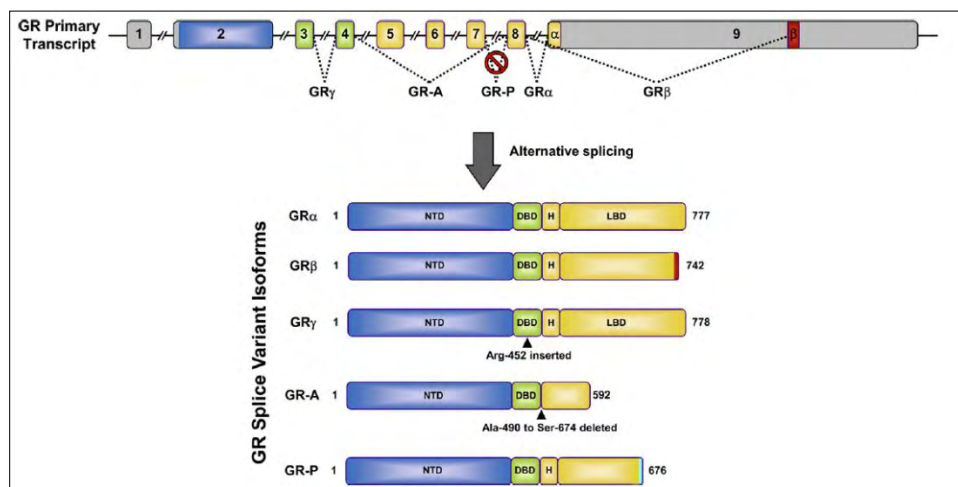 GR Primary
Transcript
1 2 3 4 5 6 7 8 α 9 β
GRγ GR-A GR-P GRα GRβ
Alternative splicing
GR Splice Variant Isoforms
GRα 1 NTD DBD H LBD 777
GRβ 1 NTD DBD H 742
GRγ 1 NTD DBD H LBD 778
Arg-452 inserted
GR-A 1 NTD DBD 592
Ala-490 to Ser-674 deleted
GR-P 1 NTD DBD H 676